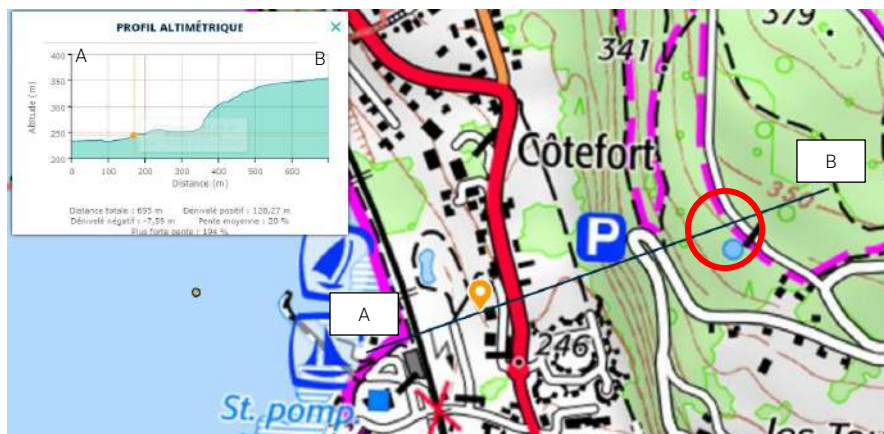 PROFIL ALTIMÉTRIQUE ×
A
B
400
350
300
250
200
Altitude (m)
0 100 200 300 400 500 600
Distance (m)
Distance totale : 695 m Dénivelé positif : 128,27 m
Dénivelé négatif : -7,59 m Pente moyenne : 20 %
Plus forte pente : 194 %
379
341
Côtefort
B
350
P
A
246
St. pomp.
les